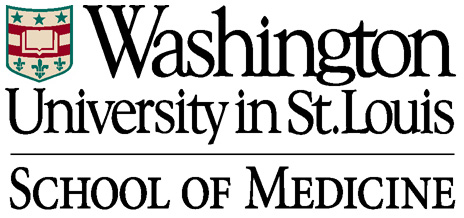 Washington
University in St. Louis
SCHOOL OF MEDICINE